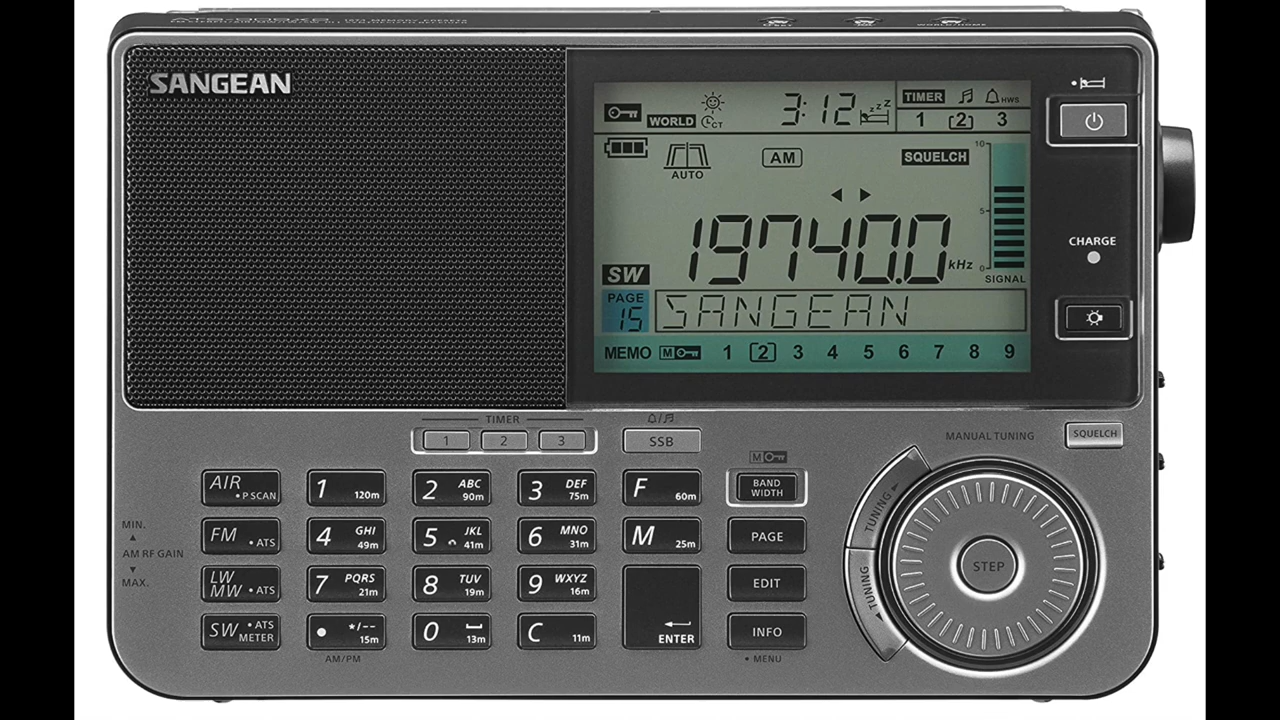 ATS-909X2
SANGEAN
WORLD
CT
3:12
zzz
TIMER
HWS
1 [2] 3
AUTO
AM
SQUELCH
10
5
0
SIGNAL
19740.0 kHz
SW
PAGE
15
SANGEAN
MEMO M 1 [2] 3 4 5 6 7 8 9
CHARGE
TIMER
1 2 3
SSB
MANUAL TUNING
SQUELCH
M
AIR • P SCAN
1 120m
2 ABC 90m
3 DEF 75m
F 60m
BAND WIDTH
MIN.
AM RF GAIN
MAX.
FM • ATS
4 GHI 49m
5 JKL 41m
6 MNO 31m
M 25m
PAGE
LW MW • ATS
7 PQRS 21m
8 TUV 19m
9 WXYZ 16m
ENTER
EDIT
SW • ATS METER
• */-- 15m
0 13m
C 11m
INFO
AM/PM
• MENU
TUNING
TUNING
STEP